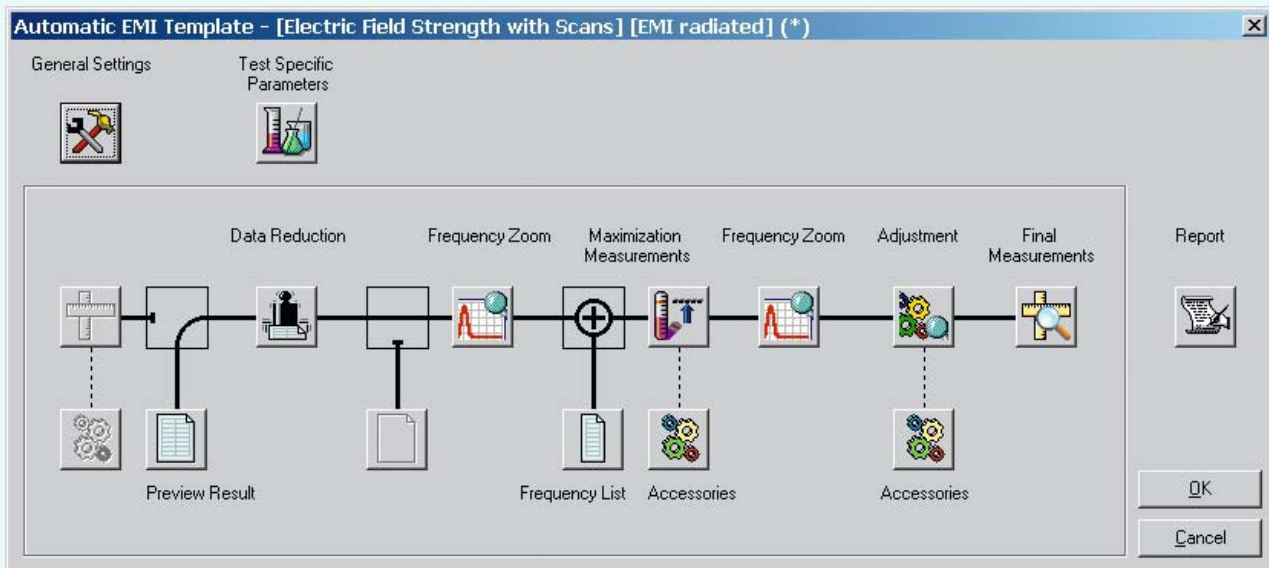 Automatic EMI Template - [Electric Field Strength with Scans] [EMI radiated] (*)
General Settings
Test Specific
Parameters
Data Reduction
Frequency Zoom
Maximization
Measurements
Frequency Zoom
Adjustment
Final
Measurements
Report
Preview Result
Frequency List
Accessories
Accessories
OK
Cancel